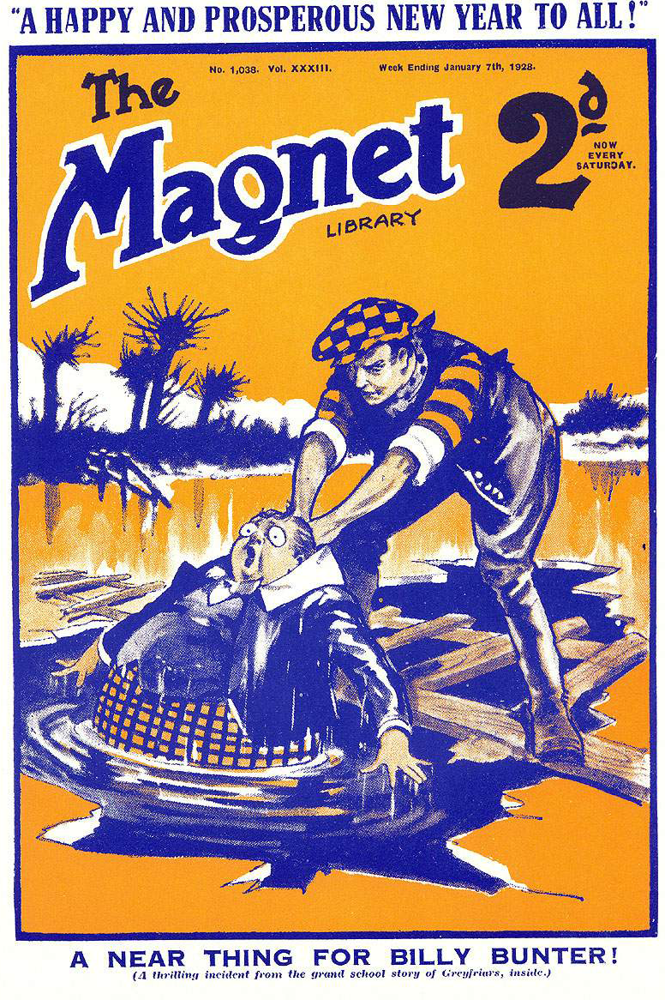 "A HAPPY AND PROSPEROUS NEW YEAR TO ALL!"
No. 1,038. Vol. XXXIII. Week Ending January 7th, 1928.
The
Magnet
LIBRARY
2d
NOW
EVERY
SATURDAY.
A NEAR THING FOR BILLY BUNTER!
(A thrilling incident from the grand school story of Greyfriars, inside.)